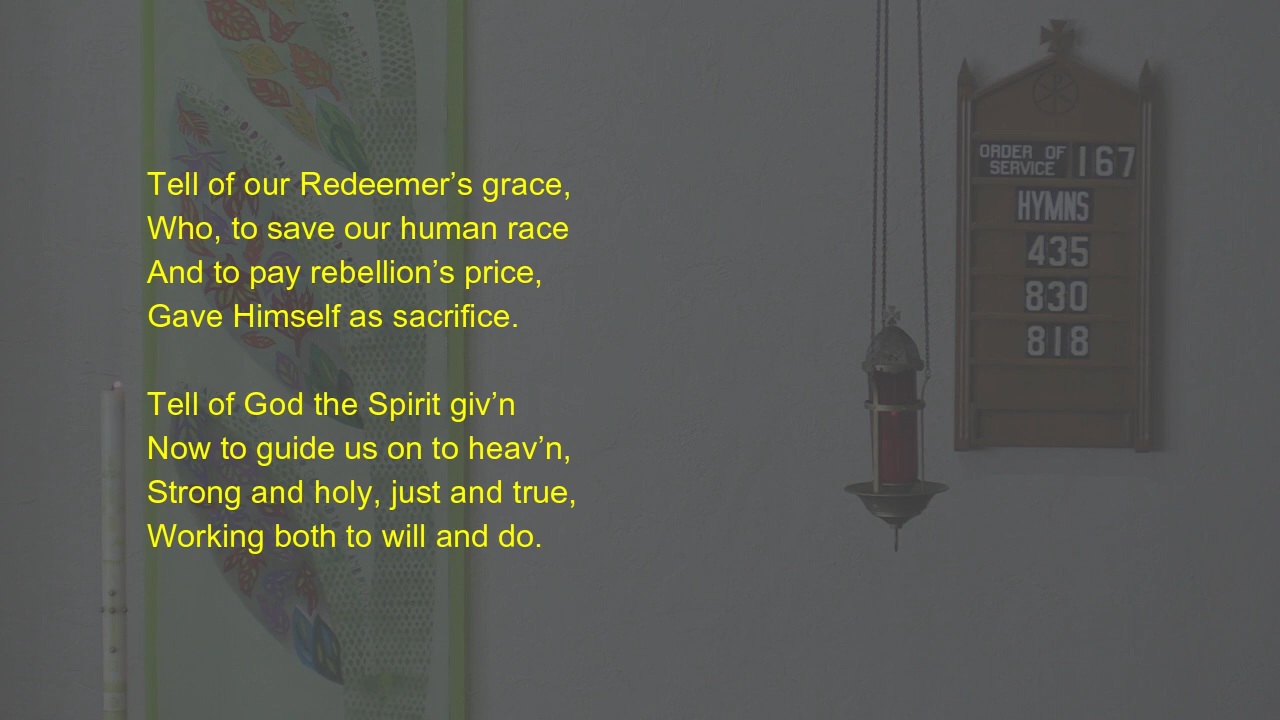 Tell of our Redeemer’s grace,
Who, to save our human race
And to pay rebellion’s price,
Gave Himself as sacrifice.
Tell of God the Spirit giv’n
Now to guide us on to heav’n,
Strong and holy, just and true,
Working both to will and do.
ORDER OF
SERVICE 167
HYMNS
435
830
818